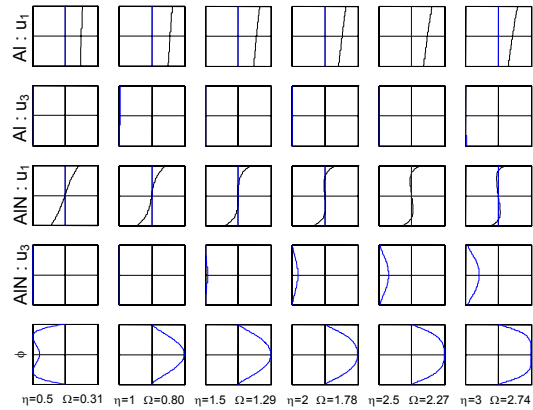 Al : u₁
Al : u₃
AlN : u₁
AlN : u₃
ϕ
η=0.5 Ω=0.31 η=1 Ω=0.80 η=1.5 Ω=1.29 η=2 Ω=1.78 η=2.5 Ω=2.27 η=3 Ω=2.74